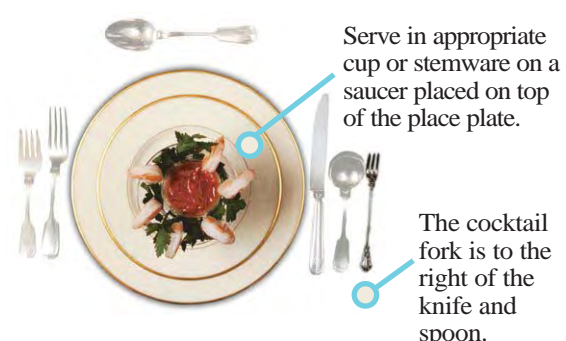 Serve in appropriate
cup or stemware on a
saucer placed on top
of the place plate.
The cocktail
fork is to the
right of the
knife and
spoon.